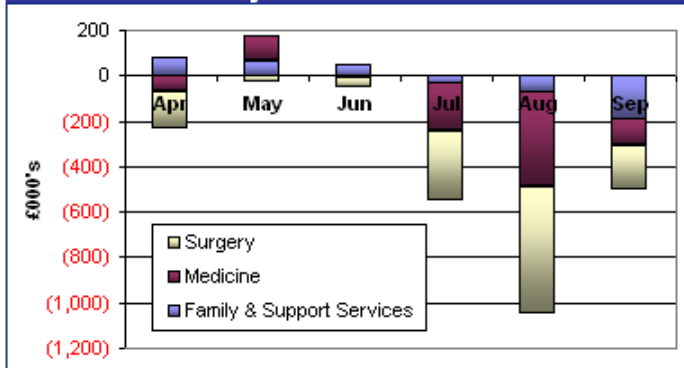 200
0
(200)
(400)
(600)
(800)
(1,000)
(1,200)
£000's
Apr May Jun Jul Aug Sep
Surgery
Medicine
Family & Support Services